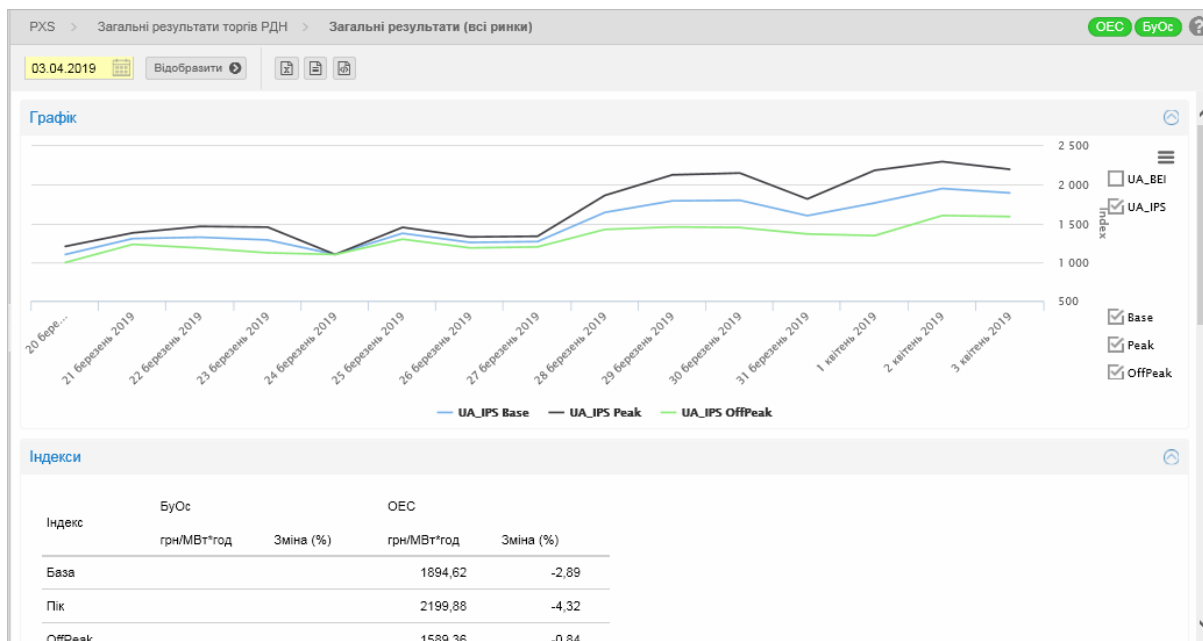 PXS > Загальні результати торгів РДН > Загальні результати (всі ринки)
ОЕС БуОс ?
03.04.2019 Відобразити
Графік
2 500
2 000
1 500
1 000
500
Index
UA_BEI
UA_IPS
Base
Peak
OffPeak
20 бере...
21 березень 2019
22 березень 2019
23 березень 2019
24 березень 2019
25 березень 2019
26 березень 2019
27 березень 2019
28 березень 2019
29 березень 2019
30 березень 2019
31 березень 2019
1 квітень 2019
2 квітень 2019
3 квітень 2019
UA_IPS Base UA_IPS Peak UA_IPS OffPeak
Індекси
БуОс ОЕС
Індекс
грн/МВт*год Зміна (%) грн/МВт*год Зміна (%)
База 1894,62 -2,89
Пік 2199,88 -4,32
OffPeak 1589,36 -0,84